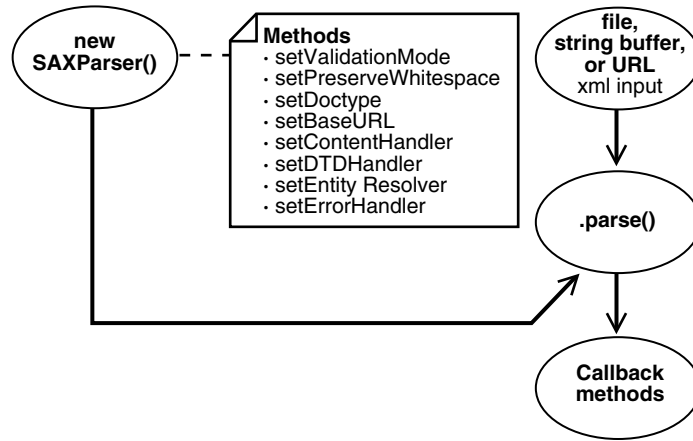 new
SAXParser()
Methods
· setValidationMode
· setPreserveWhitespace
· setDoctype
· setBaseURL
· setContentHandler
· setDTDHandler
· setEntity Resolver
· setErrorHandler
file,
string buffer,
or URL
xml input
.parse()
Callback
methods